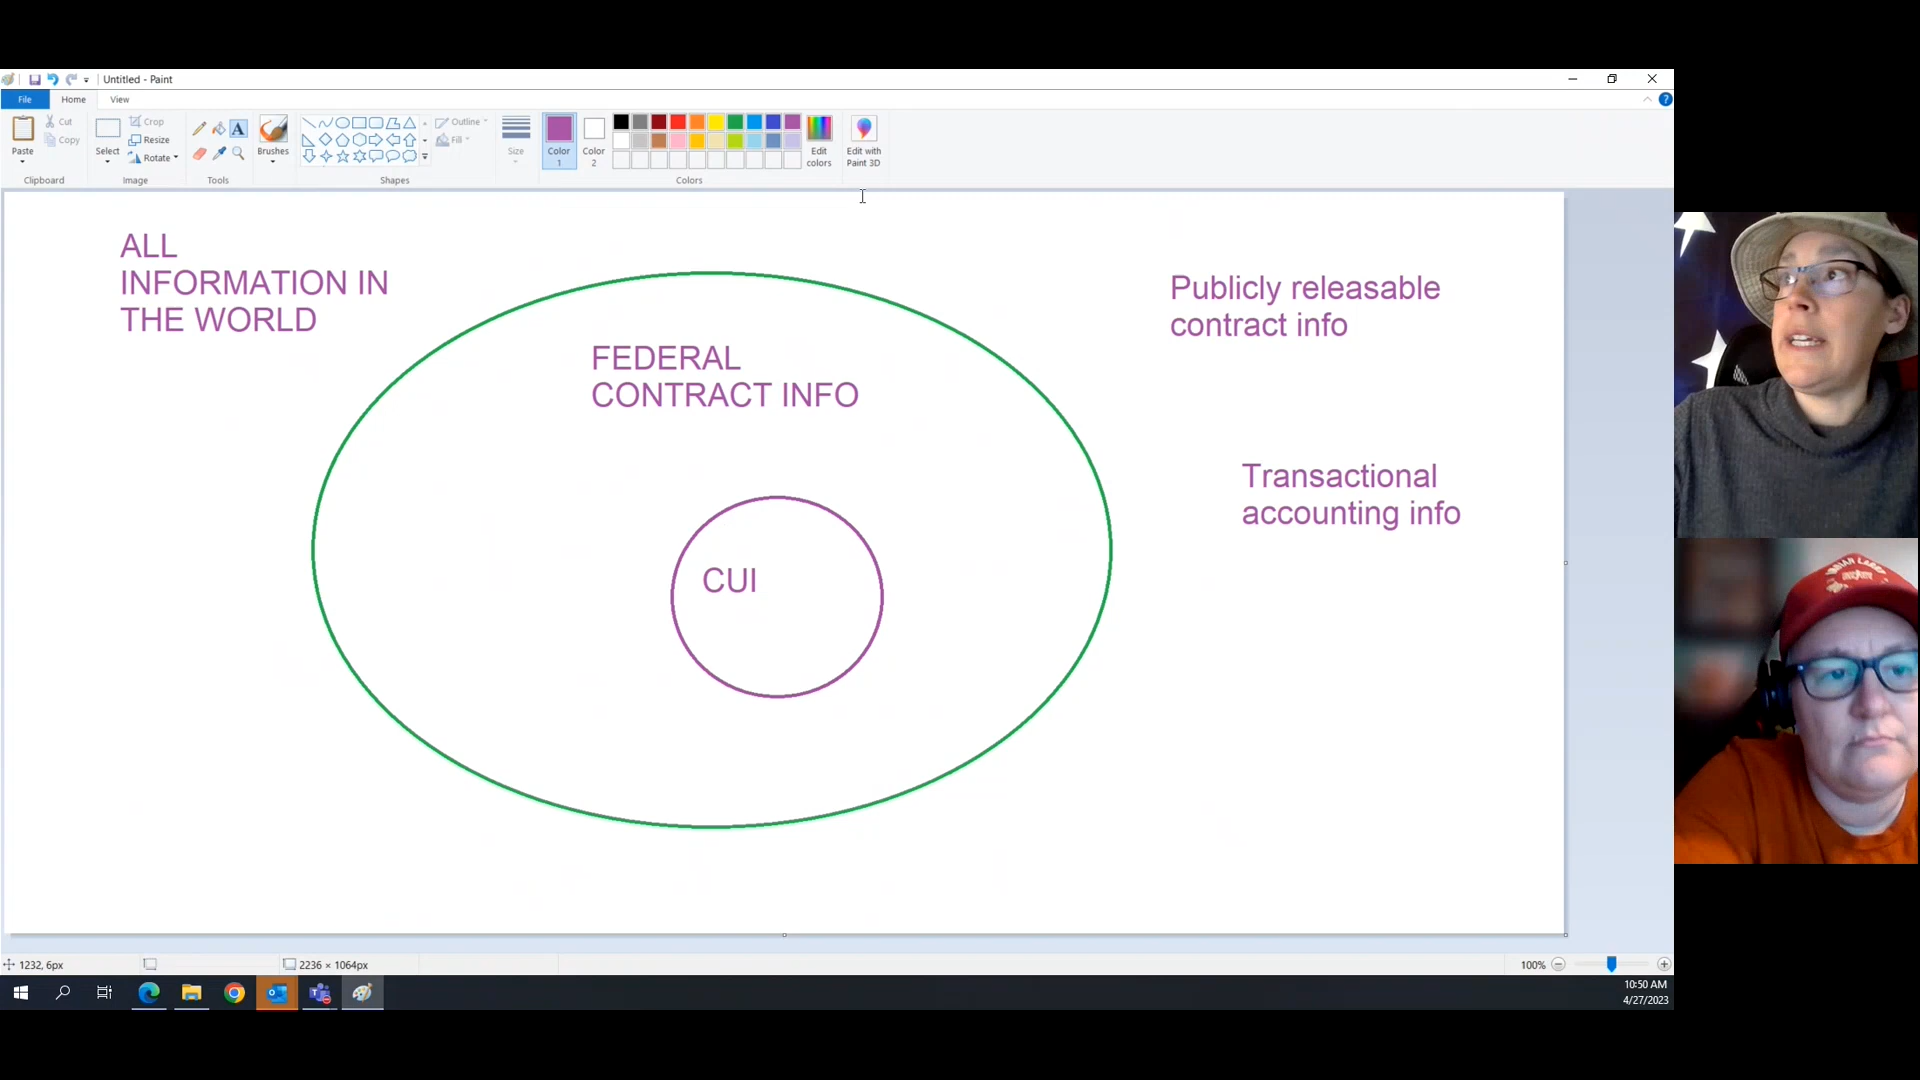 Untitled - Paint
File
Home
View
Paste
Cut
Copy
Clipboard
Select
Crop
Resize
Rotate
Image
A
Tools
Brushes
Outline
Fill
Shapes
Size
Color
1
Color
2
Edit
colors
Colors
Edit with
Paint 3D
ALL
INFORMATION IN
THE WORLD
FEDERAL
CONTRACT INFO
CUI
Publicly releasable
contract info
Transactional
accounting info
1232, 6px
2236 × 1064px
100%
10:50 AM
4/27/2023